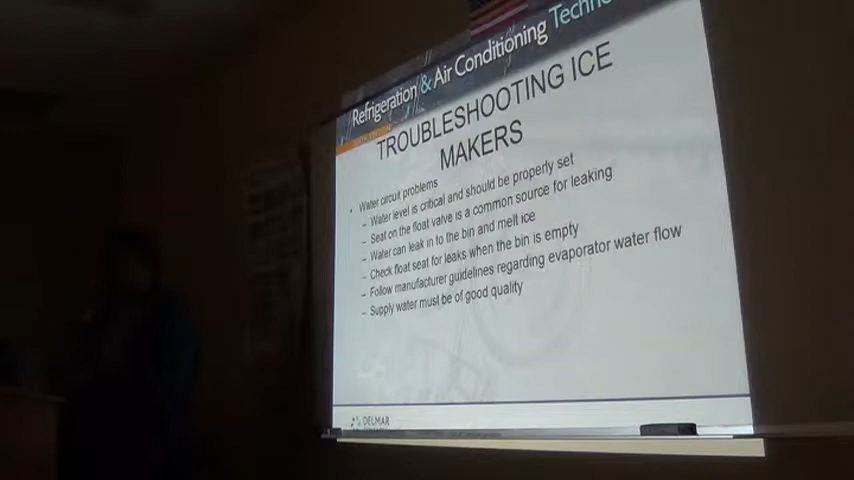 Refrigeration & Air Conditioning
TROUBLESHOOTING ICE
MAKERS
• Water circuit problems
– Water level is critical and should be properly set
– Seat on the float valve is a common source for leaking
– Water can leak in to the bin and melt ice
– Check float seat for leaks when the bin is empty
– Follow manufacturer guidelines regarding evaporator water flow
– Supply water must be of good quality
DELMAR